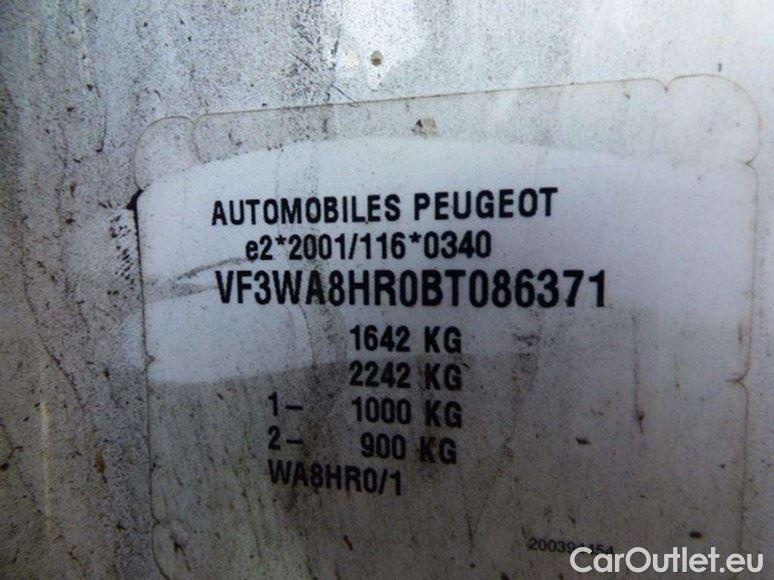 AUTOMOBILES PEUGEOT
e2*2001/116*0340
VF3WA8HR0BT086371
1642 KG
2242 KG
1- 1000 KG
2- 900 KG
WA8HR0/1
CarOutlet.eu